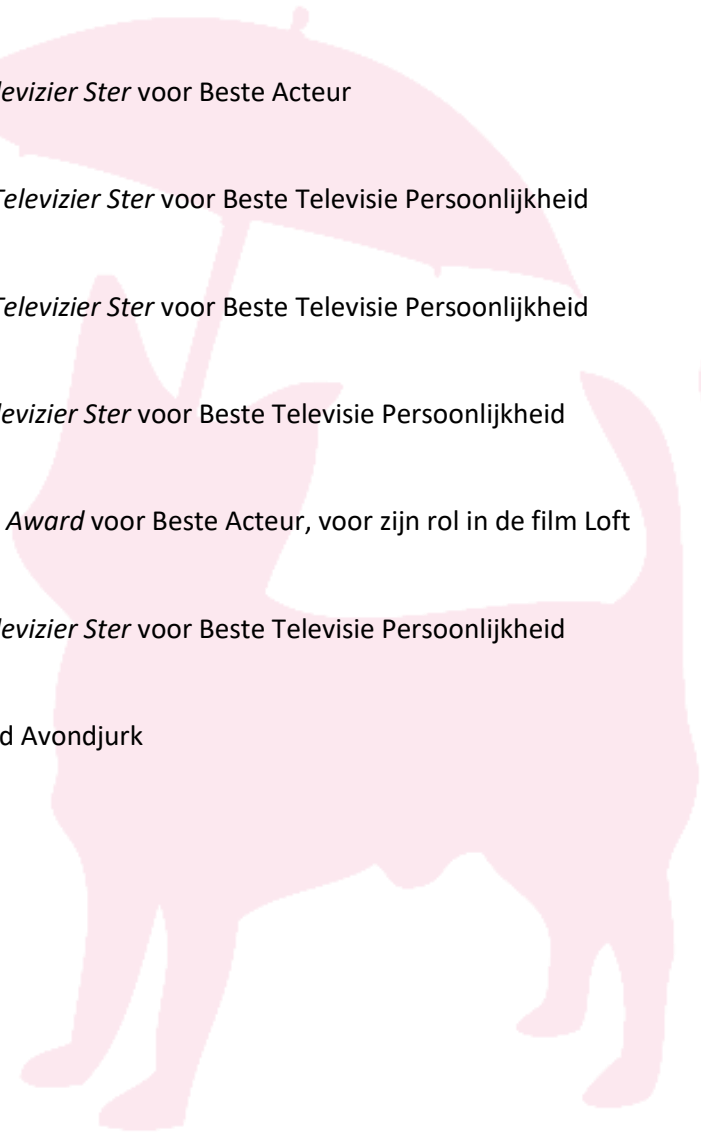 levizier Ster voor Beste Acteur
Televizier Ster voor Beste Televisie Persoonlijkheid
Televizier Ster voor Beste Televisie Persoonlijkheid
levizier Ster voor Beste Televisie Persoonlijkheid
Award voor Beste Acteur, voor zijn rol in de film Loft
levizier Ster voor Beste Televisie Persoonlijkheid
d Avondjurk